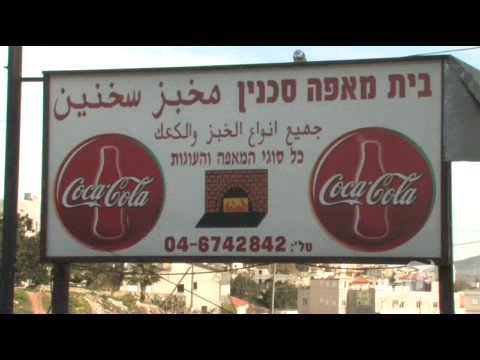 בית מאפה סכנין مخبز سخنين
جميع انواع الخبز والكعك
כל סוגי המאפה והעוגות
Coca-Cola
Coca-Cola
טל': 04-6742842